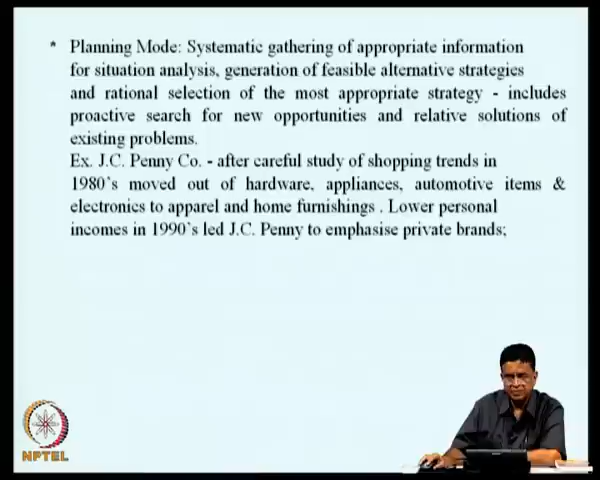 * Planning Mode: Systematic gathering of appropriate information
for situation analysis, generation of feasible alternative strategies
and rational selection of the most appropriate strategy - includes
proactive search for new opportunities and relative solutions of
existing problems.
Ex. J.C. Penny Co. - after careful study of shopping trends in
1980`s moved out of hardware, appliances, automotive items &
electronics to apparel and home furnishings . Lower personal
incomes in 1990`s led J.C. Penny to emphasise private brands;
NPTEL